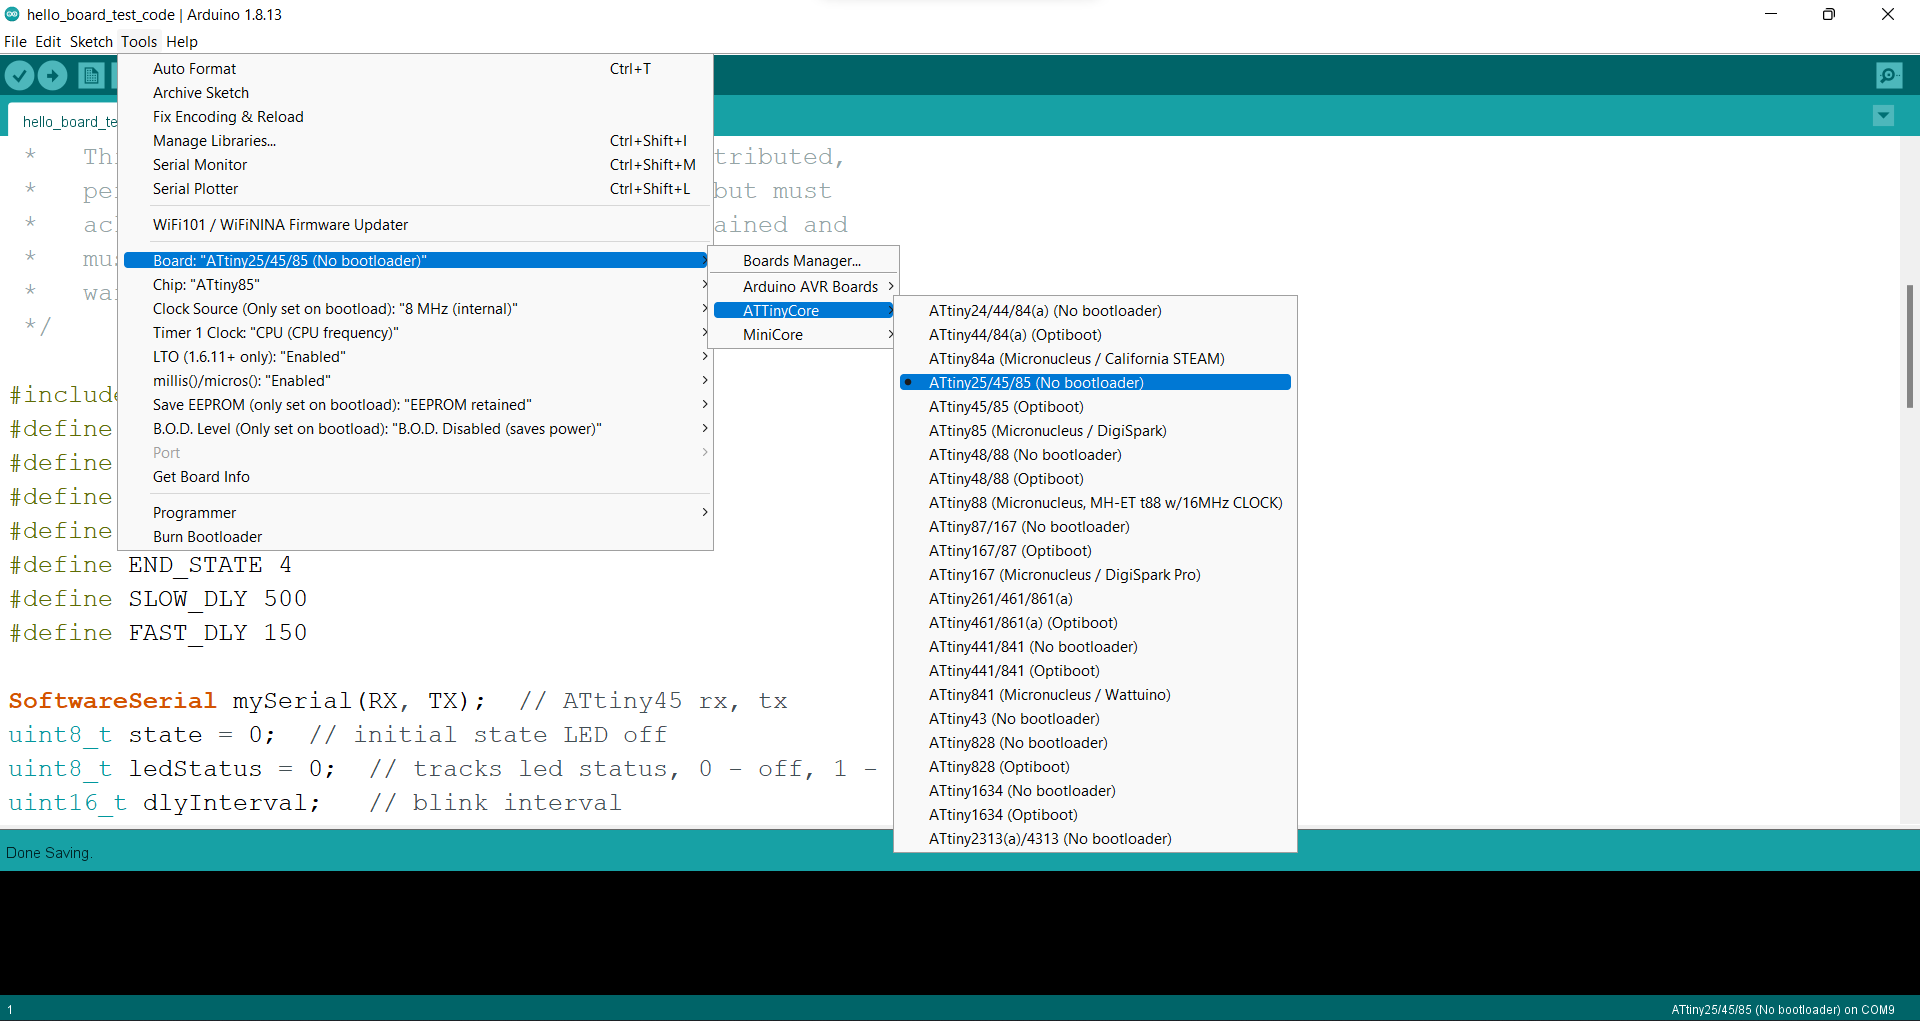 hello_board_test_code | Arduino 1.8.13
File Edit Sketch Tools Help
hello_board_te
Auto Format Ctrl+T
Archive Sketch
Fix Encoding & Reload
Manage Libraries... Ctrl+Shift+I
Serial Monitor Ctrl+Shift+M
Serial Plotter Ctrl+Shift+L
WiFi101 / WiFiNINA Firmware Updater
Board: "ATtiny25/45/85 (No bootloader)"
Chip: "ATtiny85"
Clock Source (Only set on bootload): "8 MHz (internal)"
Timer 1 Clock: "CPU (CPU frequency)"
LTO (1.6.11+ only): "Enabled"
millis()/micros(): "Enabled"
Save EEPROM (only set on bootload): "EEPROM retained"
B.O.D. Level (Only set on bootload): "B.O.D. Disabled (saves power)"
Port
Get Board Info
Programmer
Burn Bootloader
Boards Manager...
Arduino AVR Boards
ATTinyCore
MiniCore
ATtiny24/44/84(a) (No bootloader)
ATtiny44/84(a) (Optiboot)
ATtiny84a (Micronucleus / California STEAM)
ATtiny25/45/85 (No bootloader)
ATtiny45/85 (Optiboot)
ATtiny85 (Micronucleus / DigiSpark)
ATtiny48/88 (No bootloader)
ATtiny48/88 (Optiboot)
ATtiny88 (Micronucleus, MH-ET t88 w/16MHz CLOCK)
ATtiny87/167 (No bootloader)
ATtiny167/87 (Optiboot)
ATtiny167 (Micronucleus / DigiSpark Pro)
ATtiny261/461/861(a)
ATtiny461/861(a) (Optiboot)
ATtiny441/841 (No bootloader)
ATtiny441/841 (Optiboot)
ATtiny841 (Micronucleus / Wattuino)
ATtiny43 (No bootloader)
ATtiny828 (No bootloader)
ATtiny828 (Optiboot)
ATtiny1634 (No bootloader)
ATtiny1634 (Optiboot)
ATtiny2313(a)/4313 (No bootloader)
* Thi tributed,
* pe but must
* ac ained and
* mus
* wa
*/
#include
#define
#define
#define
#define
#define END_STATE 4
#define SLOW_DLY 500
#define FAST_DLY 150
SoftwareSerial mySerial(RX, TX); // ATtiny45 rx, tx
uint8_t state = 0; // initial state LED off
uint8_t ledStatus = 0; // tracks led status, 0 - off, 1 -
uint16_t dlyInterval; // blink interval
Done Saving.
1 ATtiny25/45/85 (No bootloader) on COM9